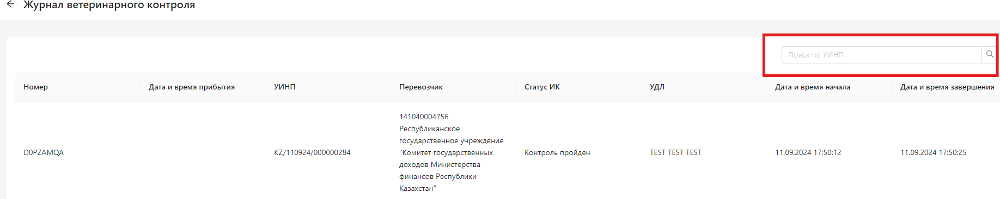 Журнал ветеринарного контроля
Поиск по УИНП
Номер
Дата и время прибытия
УИНП
Перевозчик
Статус ИК
УДЛ
Дата и время начала
Дата и время завершения
D0PZAMQA
KZ/110924/000000284
141040004756
Республиканское
государственное учреждение
"Комитет государственных
доходов Министерства
финансов Республики
Казахстан"
Контроль пройден
TEST TEST TEST
11.09.2024 17:50:12
11.09.2024 17:50:25